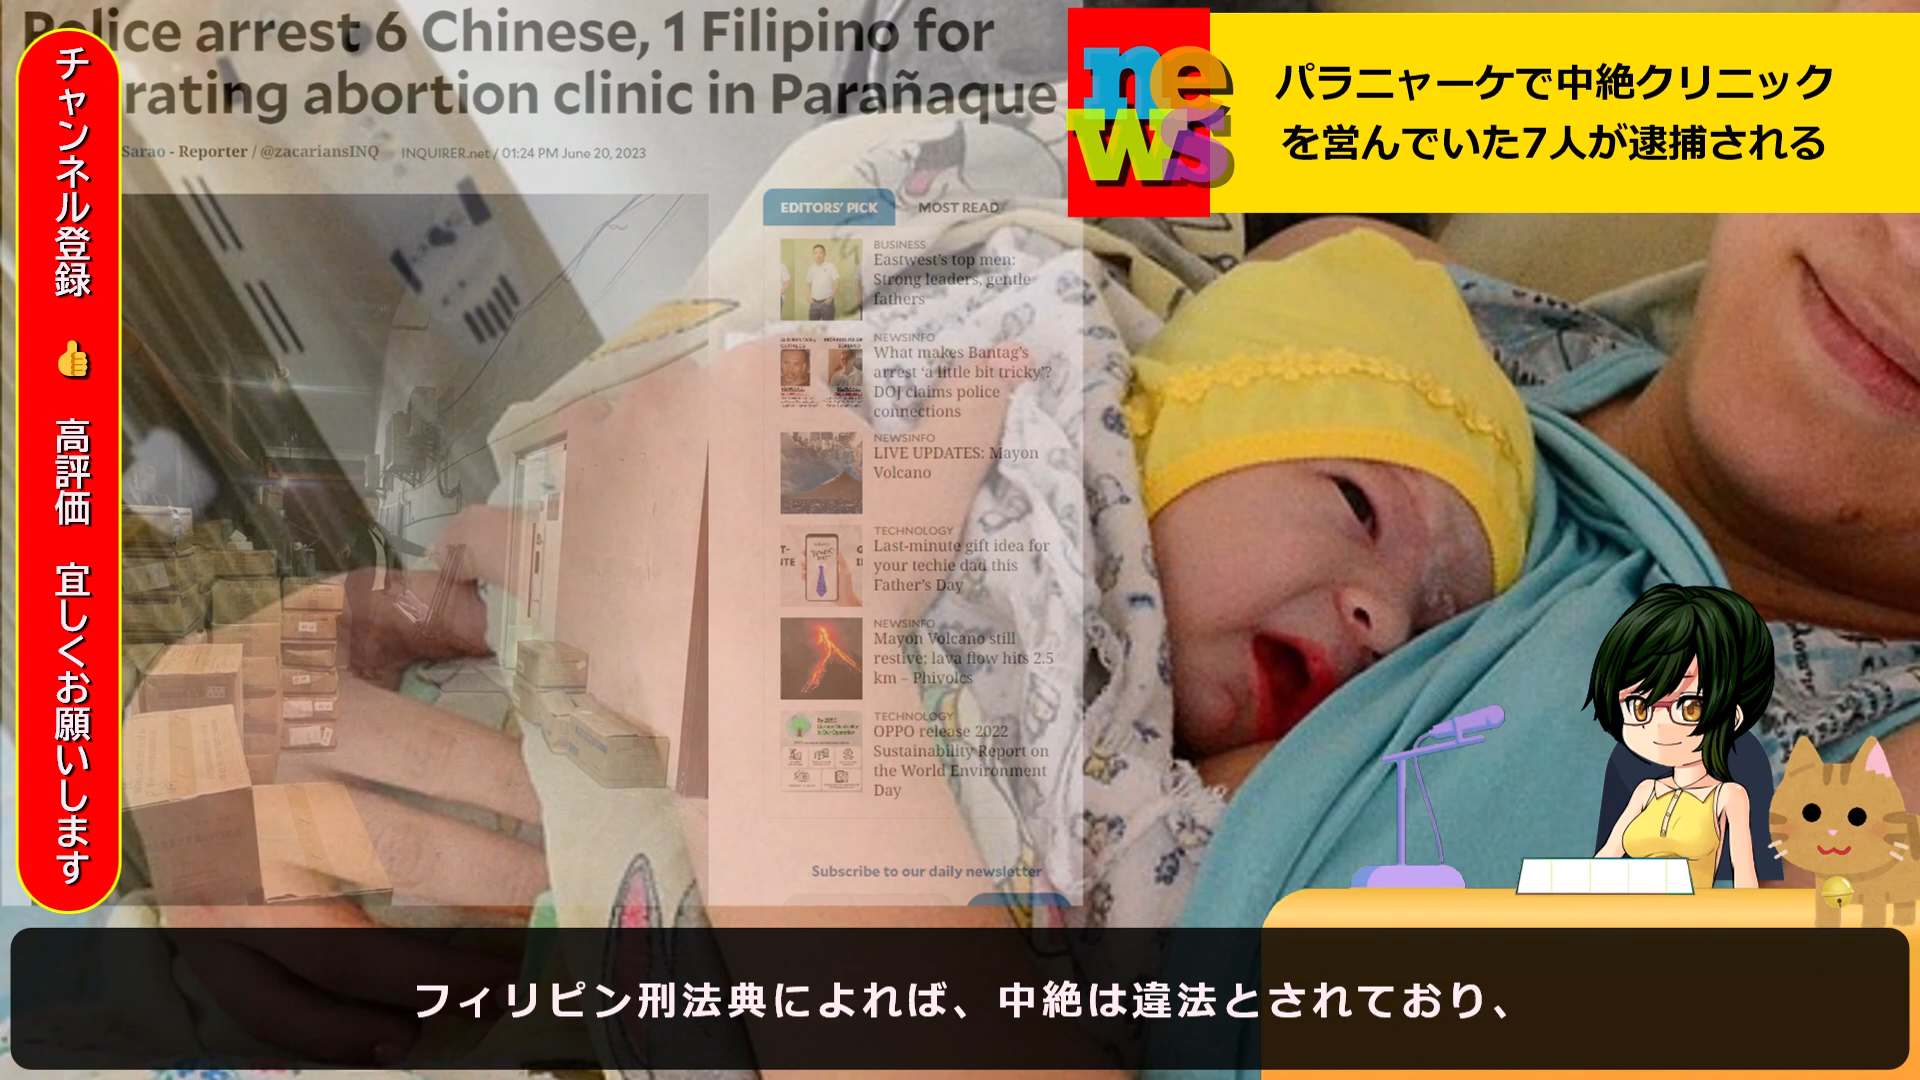 Police arrest 6 Chinese, 1 Filipino for
rating abortion clinic in Parañaque
Sarao - Reporter / @zacariansINQ
INQUIRER.net / 01:24 PM June 20, 2023
news
パラニャーケで中絶クリニック
を営んでいた7人が逮捕される
チャンネル登録 👍 高評価 宜しくお願いします
EDITORS' PICK
MOST READ
BUSINESS
Eastwest's top men:
Strong leaders, gentle
fathers
NEWSINFO
What makes Bantag's
arrest 'a little bit tricky'?
DOJ claims police
connections
NEWSINFO
LIVE UPDATES: Mayon
Volcano
TECHNOLOGY
Last-minute gift idea for
your techie dad this
Father's Day
NEWSINFO
Mayon Volcano still
restive; lava flow hits 2.5
km – Phivolcs
TECHNOLOGY
OPPO release 2022
Sustainability Report on
the World Environment
Day
Subscribe to our daily newsletter
フィリピン刑法典によれば、中絶は違法とされており、